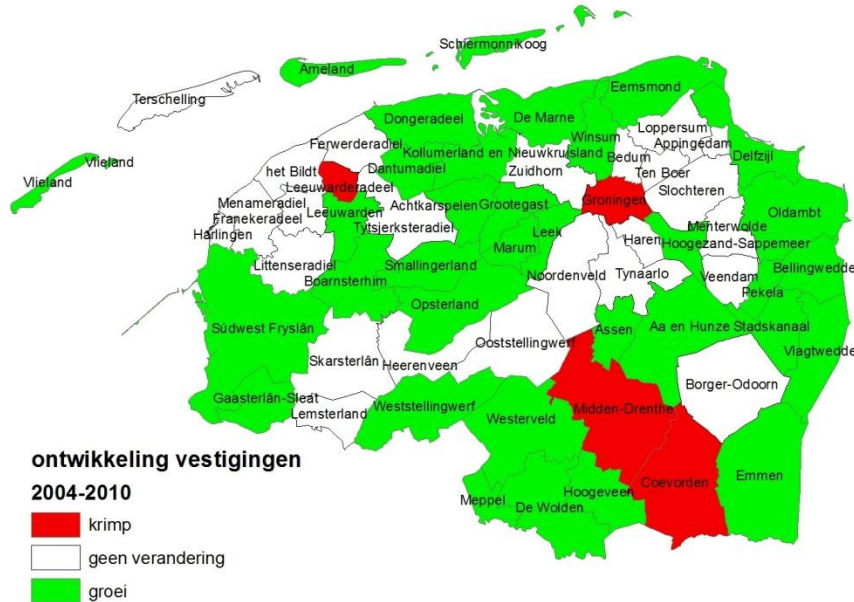 Schiermonnikoog
Ameland
Terschelling
Eemsmond
Dongeradeel
De Marne
Loppersum
Ferwerderadiel
Winsum
Appingedam
Kollumerland en Nieuwkruisland
Bedum
Delfzijl
Vlieland
Dantumadiel
Zuidhorn
Ten Boer
het Bildt
Leeuwarderadeel
Slochteren
Vlieland
Menameradiel
Achtkarspelen
Grootegast
Groningen
Oldambt
Franekeradeel
Leeuwarden
Menterwolde
Harlingen
Tytsjerksteradiel
Leek
Haren
Hoogezand-Sappemeer
Marum
Littenseradiel
Smallingerland
Bellingwedde
Boarnsterhim
Noordenveld
Tynaarlo
Veendam
Pekela
Opsterland
Súdwest Fryslân
Assen
Aa en Hunze
Stadskanaal
Ooststellingwerf
Vlagtwedde
Skarsterlân
Heerenveen
Borger-Odoorn
Gaasterlân-Sleat
Weststellingwerf
Midden-Drenthe
Lemsterland
Westerveld
Emmen
Coevorden
Hoogeveen
Meppel
De Wolden
ontwikkeling vestigingen
2004-2010
krimp
geen verandering
groei